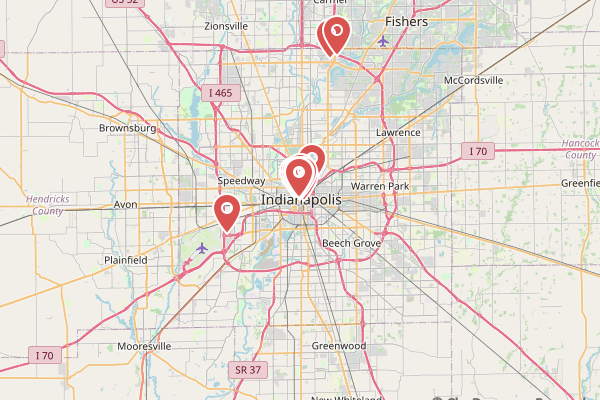 US 52
Carmel
Zionsville
Fishers
McCordsville
I 465
Brownsburg
Lawrence
I 70
Hancock
County
Speedway
Warren Park
Hendricks
County
Avon
Indianapolis
Beech Grove
Plainfield
Mooresville
Greenwood
I 70
SR 37
New Whiteland